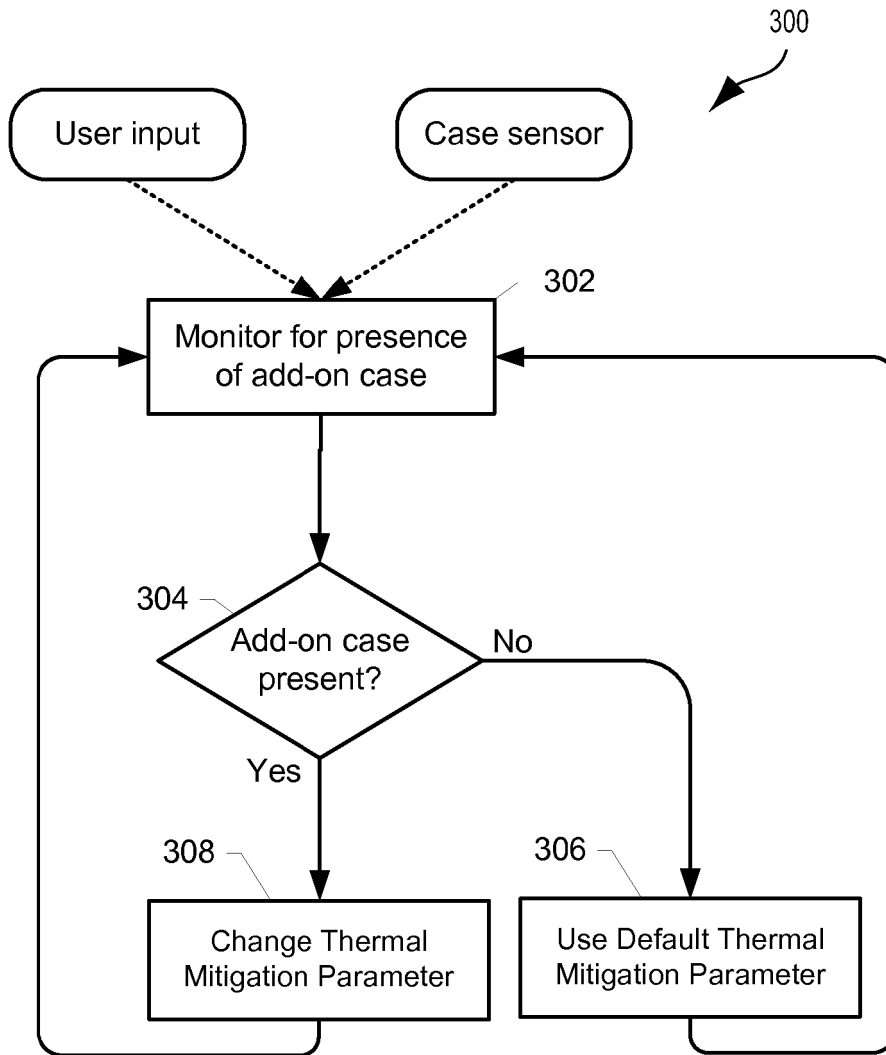 300
User input
Case sensor
302
Monitor for presence
of add-on case
304
Add-on case
present?
No
Yes
308
306
Change Thermal
Mitigation Parameter
Use Default Thermal
Mitigation Parameter